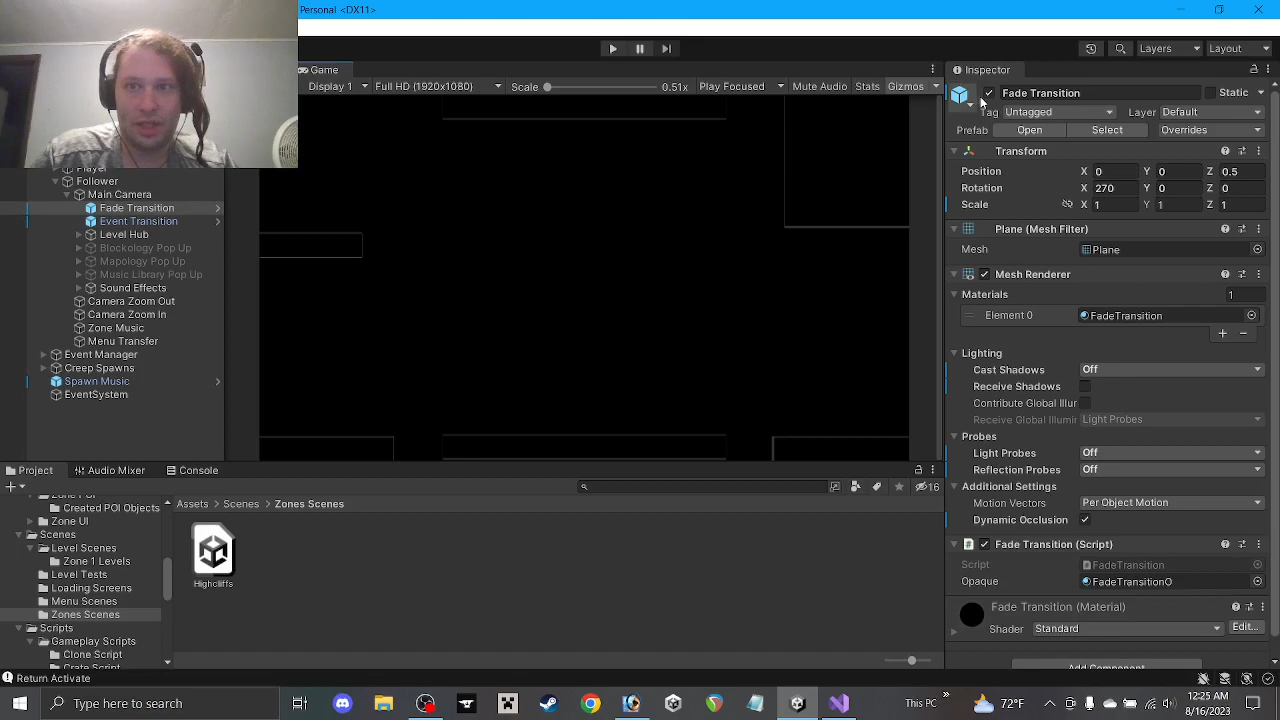 Personal <DX11>
Layers
Layout
Game
Display 1
Full HD (1920x1080)
Scale
0.51x
Play Focused
Mute Audio
Stats
Gizmos
Follower
Main Camera
Fade Transition
Event Transition
Level Hub
Blockology Pop Up
Mapology Pop Up
Music Library Pop Up
Sound Effects
Camera Zoom Out
Camera Zoom In
Zone Music
Menu Transfer
Event Manager
Creep Spawns
Spawn Music
EventSystem
Inspector
Fade Transition
Static
Tag Untagged Layer Default
Prefab Open Select Overrides
Transform
Position X 0 Y 0 Z 0.5
Rotation X 270 Y 0 Z 0
Scale X 1 Y 1 Z 1
Plane (Mesh Filter)
Mesh Plane
Mesh Renderer
Materials 1
Element 0 FadeTransition
Lighting
Cast Shadows Off
Receive Shadows
Contribute Global Illur
Receive Global Illumir Light Probes
Probes
Light Probes Off
Reflection Probes Off
Additional Settings
Motion Vectors Per Object Motion
Dynamic Occlusion
Fade Transition (Script)
Script FadeTransition
Opaque FadeTransitionO
Fade Transition (Material)
Shader Standard Edit...
Project Audio Mixer Console
16
Created POI Objects
Zone UI
Scenes
Level Scenes
Zone 1 Levels
Level Tests
Loading Screens
Menu Scenes
Zones Scenes
Scripts
Gameplay Scripts
Clone Script
Assets > Scenes > Zones Scenes
Highcliffs
Return Activate
Type here to search
This PC
72°F
12:25 AM
8/16/2023